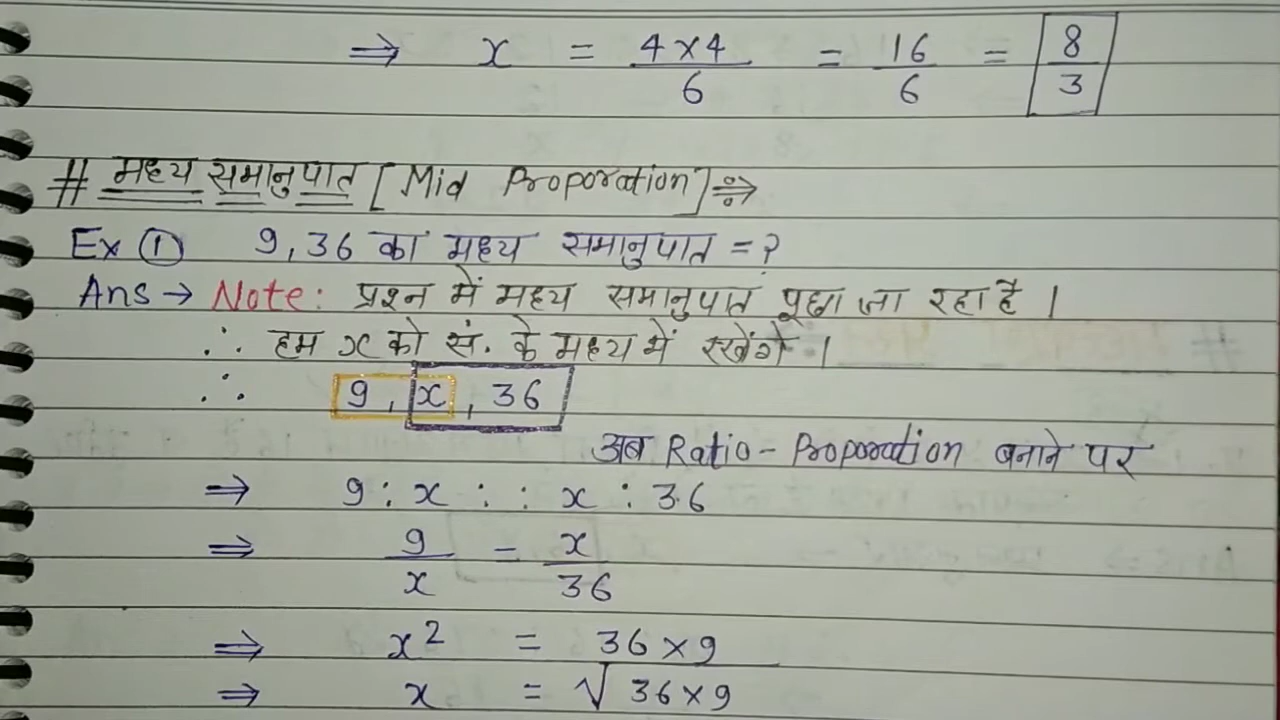 ⇒ x = 4×4/6 = 16/6 = 8/3
# मध्य समानुपात [Mid Proporation] ÷⇒
Ex ① 9, 36 का मध्य समानुपात = ?
Ans → Note: प्रश्न में मध्य समानुपात पूछा जा रहा है ।
∴ हम x को सं. के मध्य में रखेंगे ।
∴ 9, x, 36
अब Ratio - Proporation बनाने पर
⇒ 9 : x : : x : 36
⇒ 9/x = x/36
⇒ x² = 36×9
⇒ x = √36×9